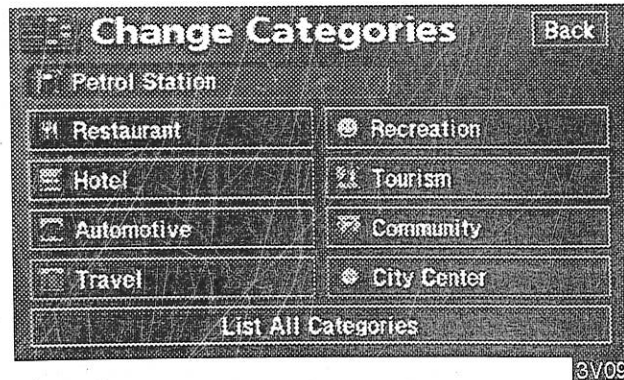 Change Categories Back
Petrol Station
Restaurant Recreation
Hotel Tourism
Automotive Community
Travel City Center
List All Categories
3V09